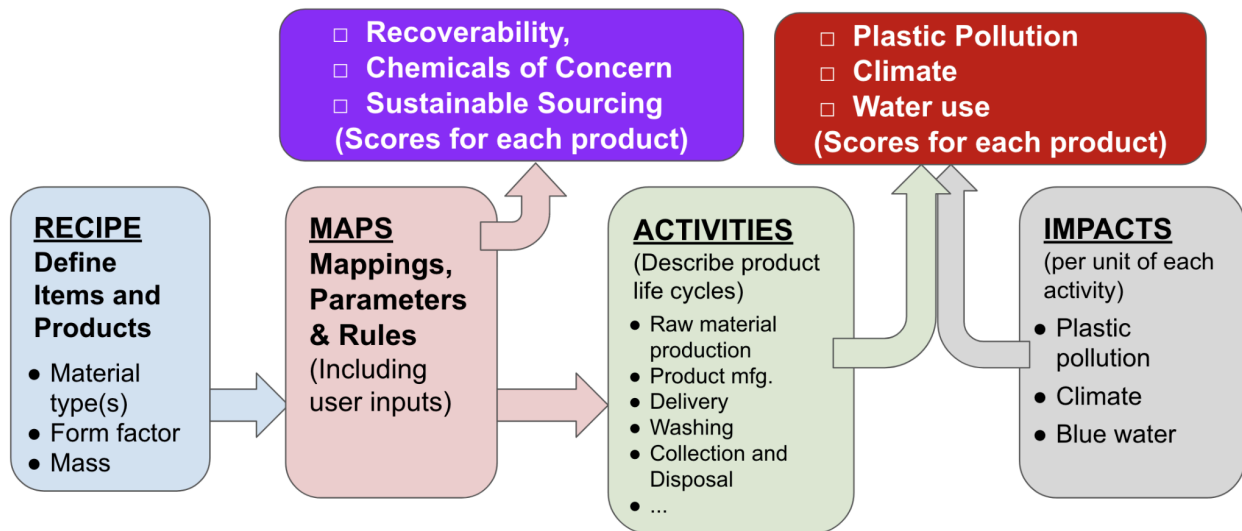 □ Recoverability,
□ Chemicals of Concern
□ Sustainable Sourcing
(Scores for each product)
□ Plastic Pollution
□ Climate
□ Water use
(Scores for each product)
RECIPE
Define
Items and
Products
● Material
type(s)
● Form factor
● Mass
MAPS
Mappings,
Parameters
& Rules
(Including
user inputs)
ACTIVITIES
(Describe product
life cycles)
● Raw material
production
● Product mfg.
● Delivery
● Washing
● Collection and
Disposal
● ...
IMPACTS
(per unit of each
activity)
● Plastic
pollution
● Climate
● Blue water